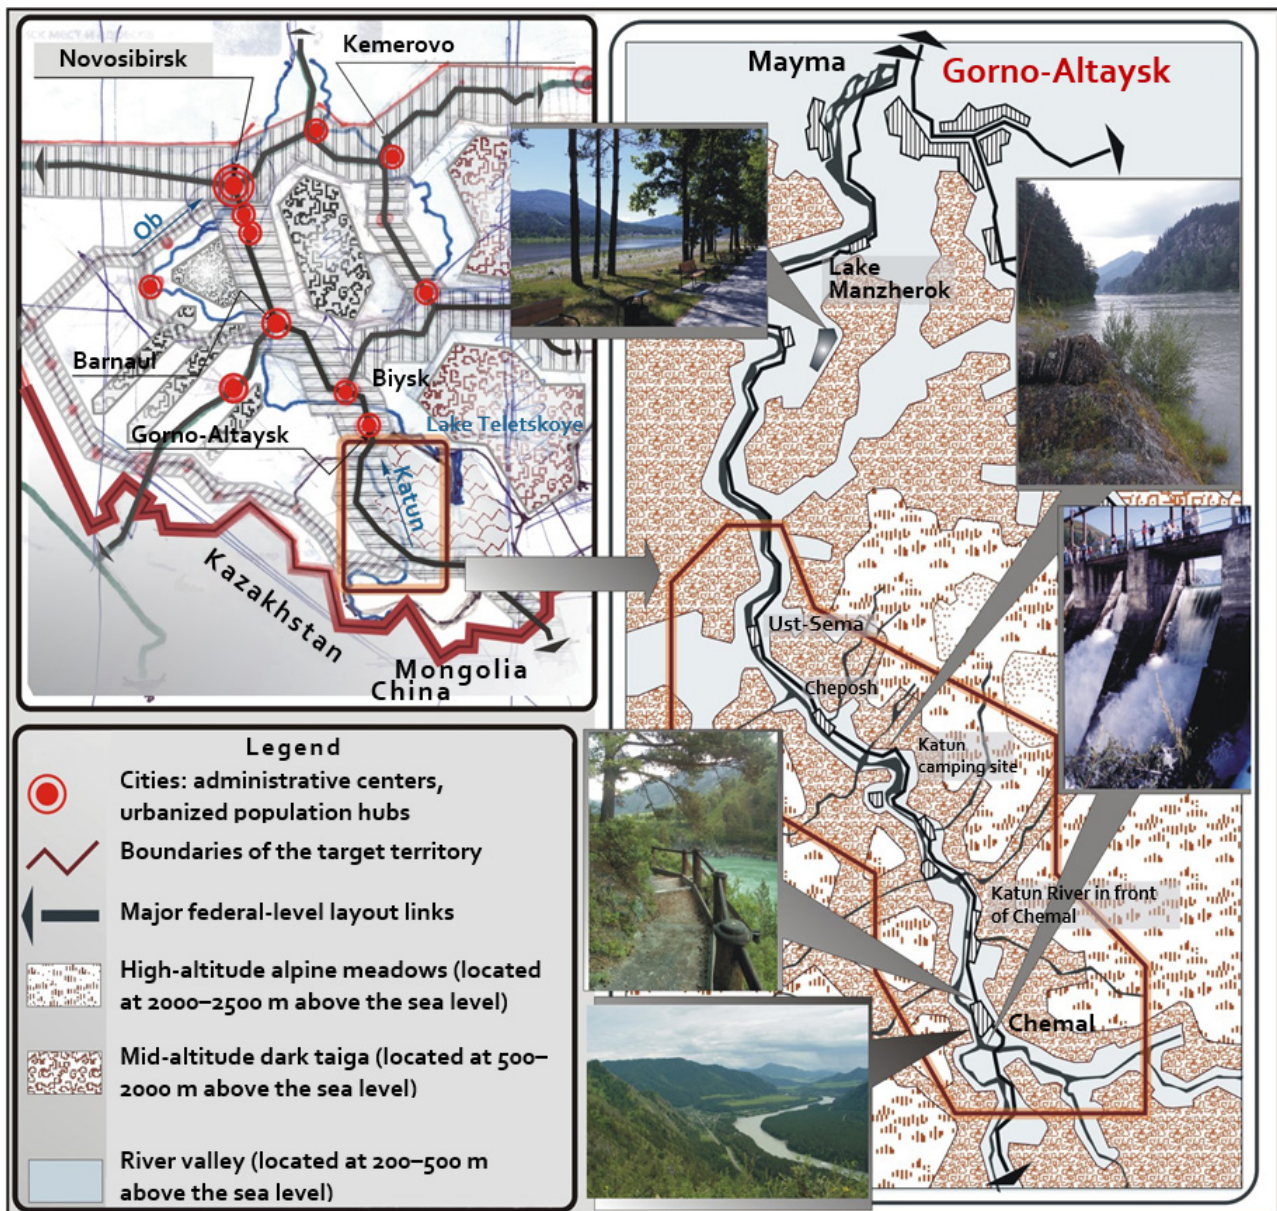 Novosibirsk
Kemerovo
Ob
Barnaul
Biysk
Gorno-Altaysk
Lake Teletskoye
Katun
Kazakhstan
Mongolia
China
Legend
Cities: administrative centers,
urbanized population hubs
Boundaries of the target territory
Major federal-level layout links
High-altitude alpine meadows (located
at 2000–2500 m above the sea level)
Mid-altitude dark taiga (located at 500–
2000 m above the sea level)
River valley (located at 200–500 m
above the sea level)
Mayma
Gorno-Altaysk
Lake
Manzherok
Ust-Sema
Cheposh
Katun
camping site
Katun River in front
of Chemal
Chemal